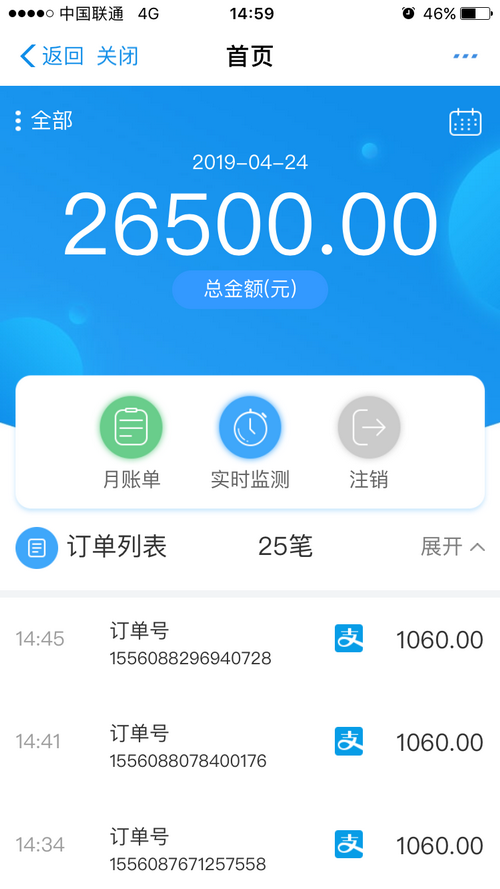 中国联通 4G 14:59 46%
返回 关闭 首页
全部
2019-04-24
26500.00
总金额(元)
月账单 实时监测 注销
订单列表 25笔 展开
14:45 订单号 支 1060.00
1556088296940728
14:41 订单号 支 1060.00
1556088078400176
14:34 订单号 支 1060.00
1556087671257558